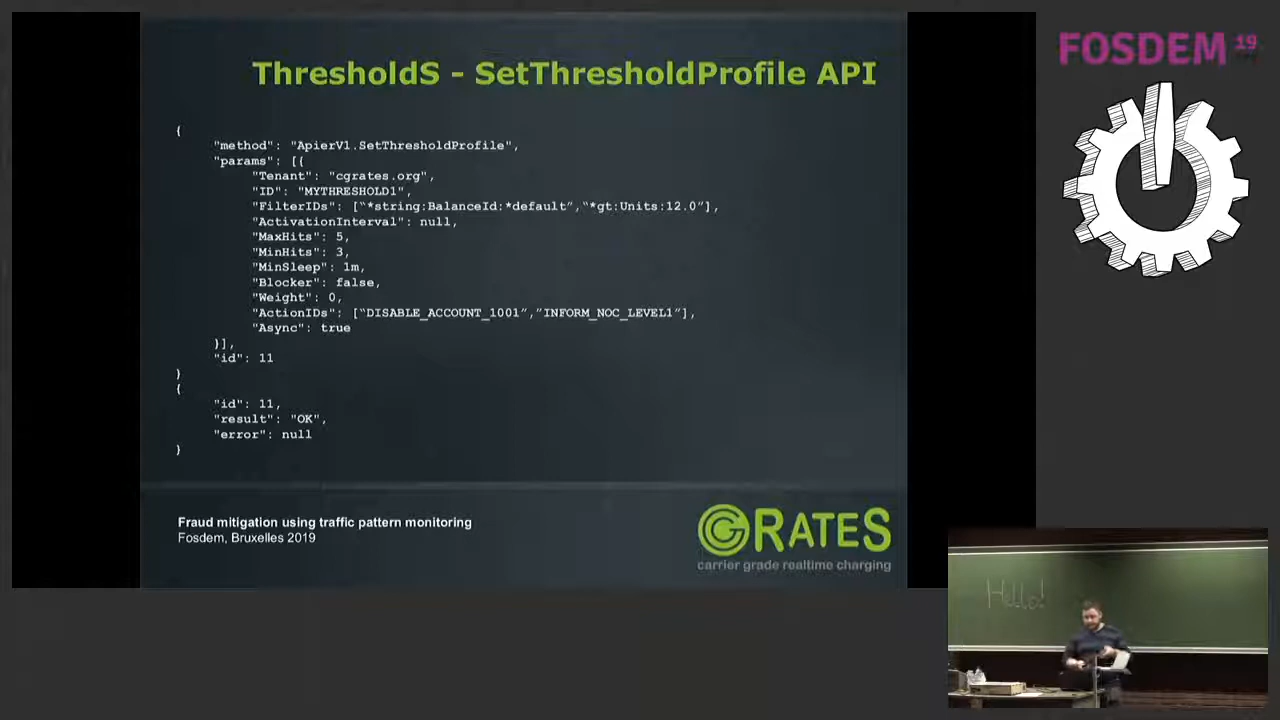 ThresholdS - SetThresholdProfile API
{
"method": "ApierV1.SetThresholdProfile",
"params": [{
"Tenant": "cgrates.org",
"ID": "MYTHRESHOLD1",
"FilterIDs": [“*string:BalanceId:*default”,“*gt:Units:12.0”],
"ActivationInterval": null,
"MaxHits": 5,
"MinHits": 3,
"MinSleep": 1m,
"Blocker": false,
"Weight": 0,
"ActionIDs": [“DISABLE_ACCOUNT_1001”,”INFORM_NOC_LEVEL1”],
"Async": true
}],
"id": 11
}
{
"id": 11,
"result": "OK",
"error": null
}
Fraud mitigation using traffic pattern monitoring
Fosdem, Bruxelles 2019
CGRATES
carrier grade realtime charging
FOSDEM 19
Hello!